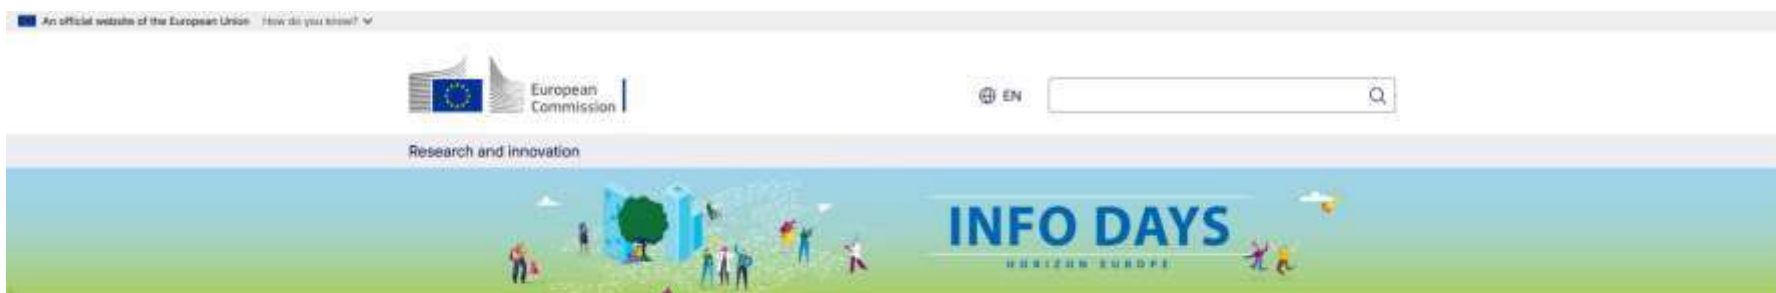 An official website of the European Union How do you know?
European
Commission
EN
Research and innovation
INFO DAYS
HORIZON EUROPE